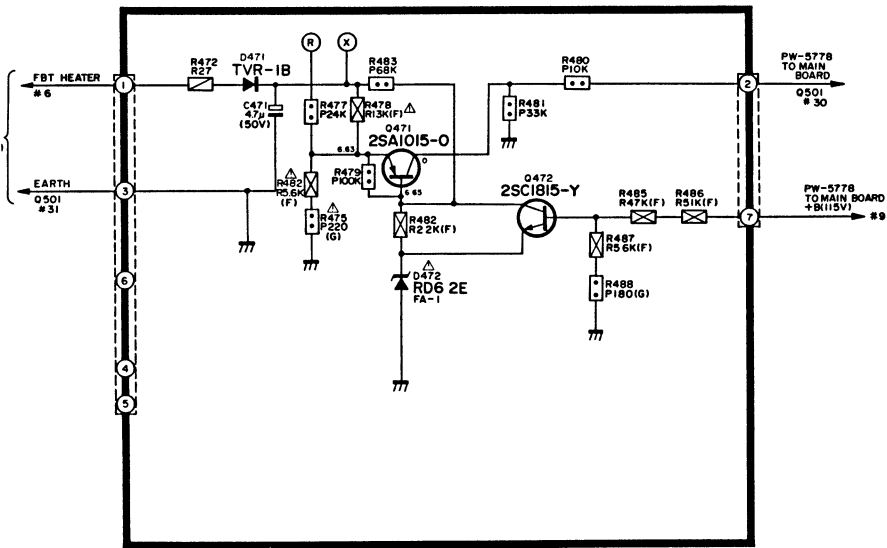 FBT HEATER
#6
EARTH
Q501
#31
1
3
6
4
5
R472
R27
D471
TVR-1B
C471
4.7μ
(50V)
R
X
R477
P24K
R478
R13K(F)
R483
P68K
Q471
2SA1015-O
6.63
0
6.65
R479
P100K
R482
R5.6K
(F)
R475
P220
(G)
R482
R2 2K(F)
D472
RD6 2E
FA-1
R480
P10K
R481
P33K
Q472
2SC1815-Y
R485
R47K(F)
R486
R51K(F)
R487
R5 6K(F)
R488
P180(G)
2
7
PW-5778
TO MAIN
BOARD
Q501
#30
PW-5778
TO MAIN BOARD
+B(115V)
#9